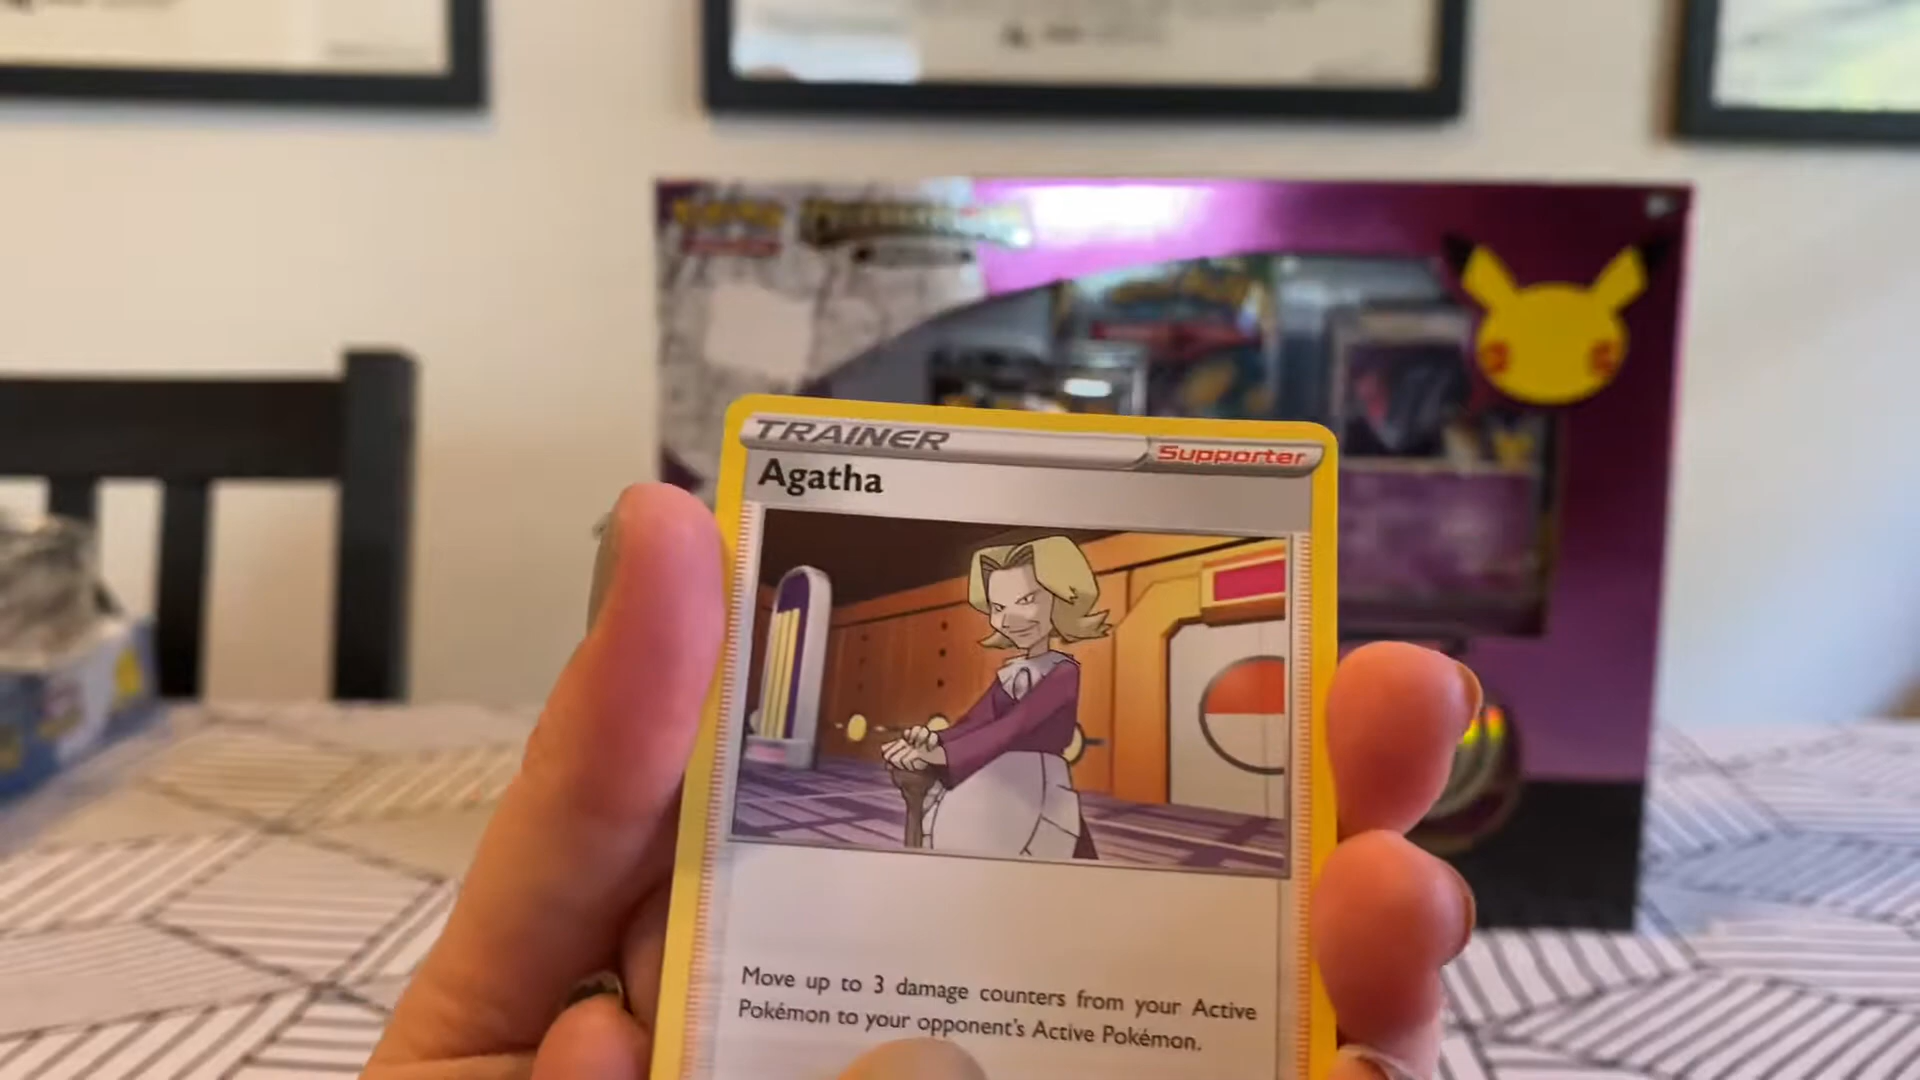 TRAINER
Supporter
Agatha
Move up to 3 damage counters from your Active
Pokémon to your opponent's Active Pokémon.